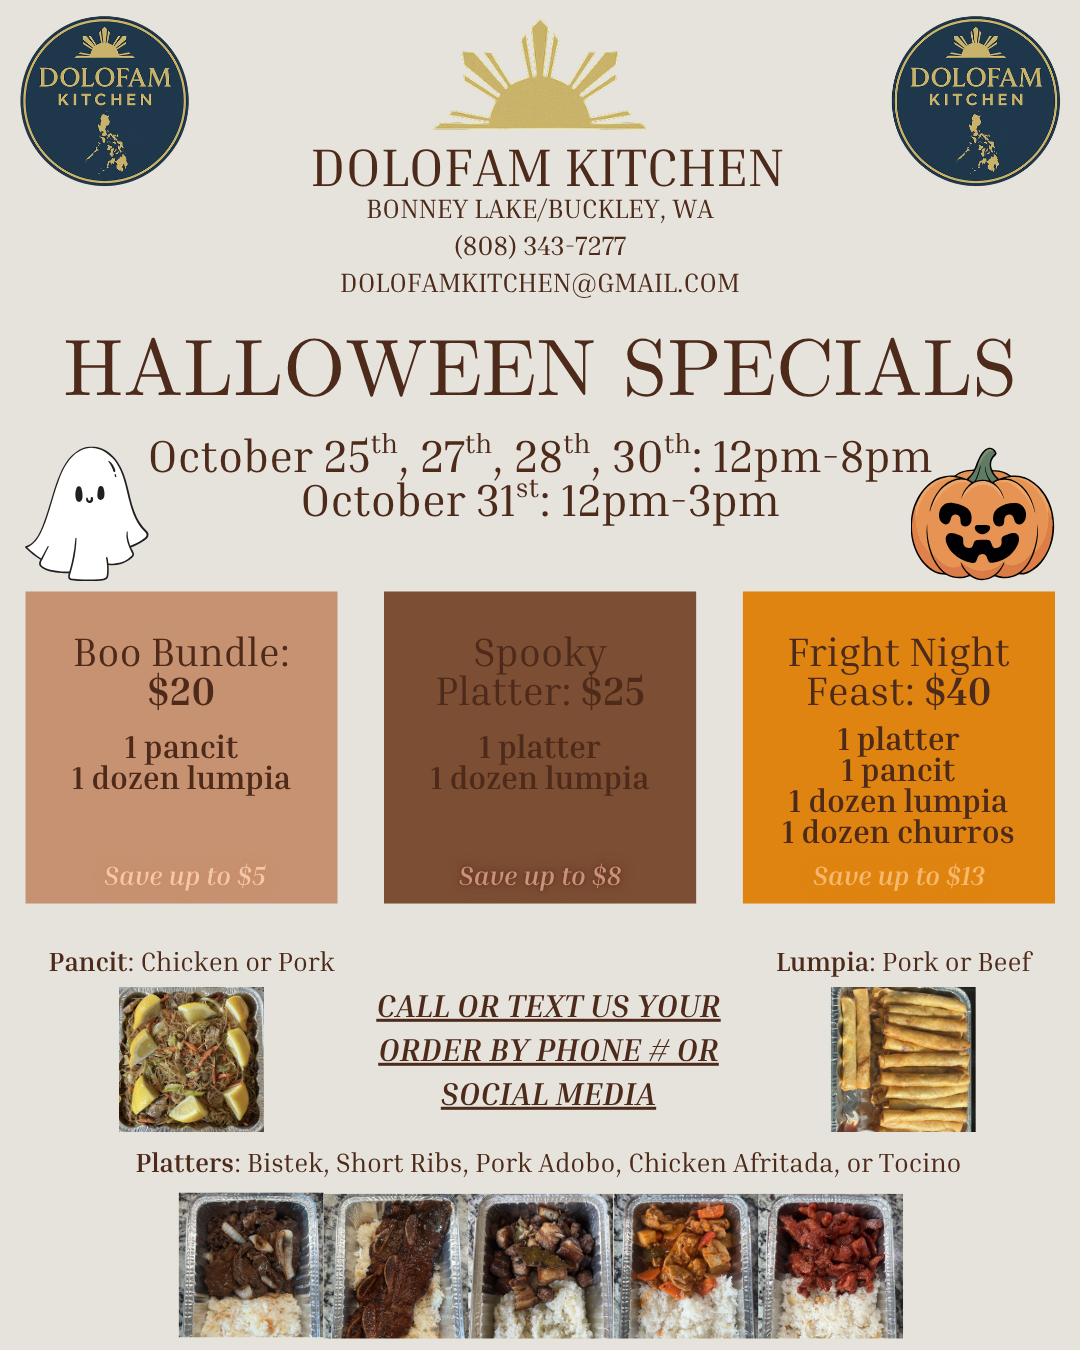 DOLOFAM
KITCHEN
DOLOFAM
KITCHEN
DOLOFAM KITCHEN
BONNEY LAKE/BUCKLEY, WA
(808) 343-7277
DOLOFAMKITCHEN@GMAIL.COM
HALLOWEEN SPECIALS
October 25th, 27th, 28th, 30th: 12pm-8pm
October 31st: 12pm-3pm
Boo Bundle:
$20
1 pancit
1 dozen lumpia
Save up to $5
Spooky
Platter: $25
1 platter
1 dozen lumpia
Save up to $8
Fright Night
Feast: $40
1 platter
1 pancit
1 dozen lumpia
1 dozen churros
Save up to $13
Pancit: Chicken or Pork
CALL OR TEXT US YOUR
ORDER BY PHONE # OR
SOCIAL MEDIA
Lumpia: Pork or Beef
Platters: Bistek, Short Ribs, Pork Adobo, Chicken Afritada, or Tocino